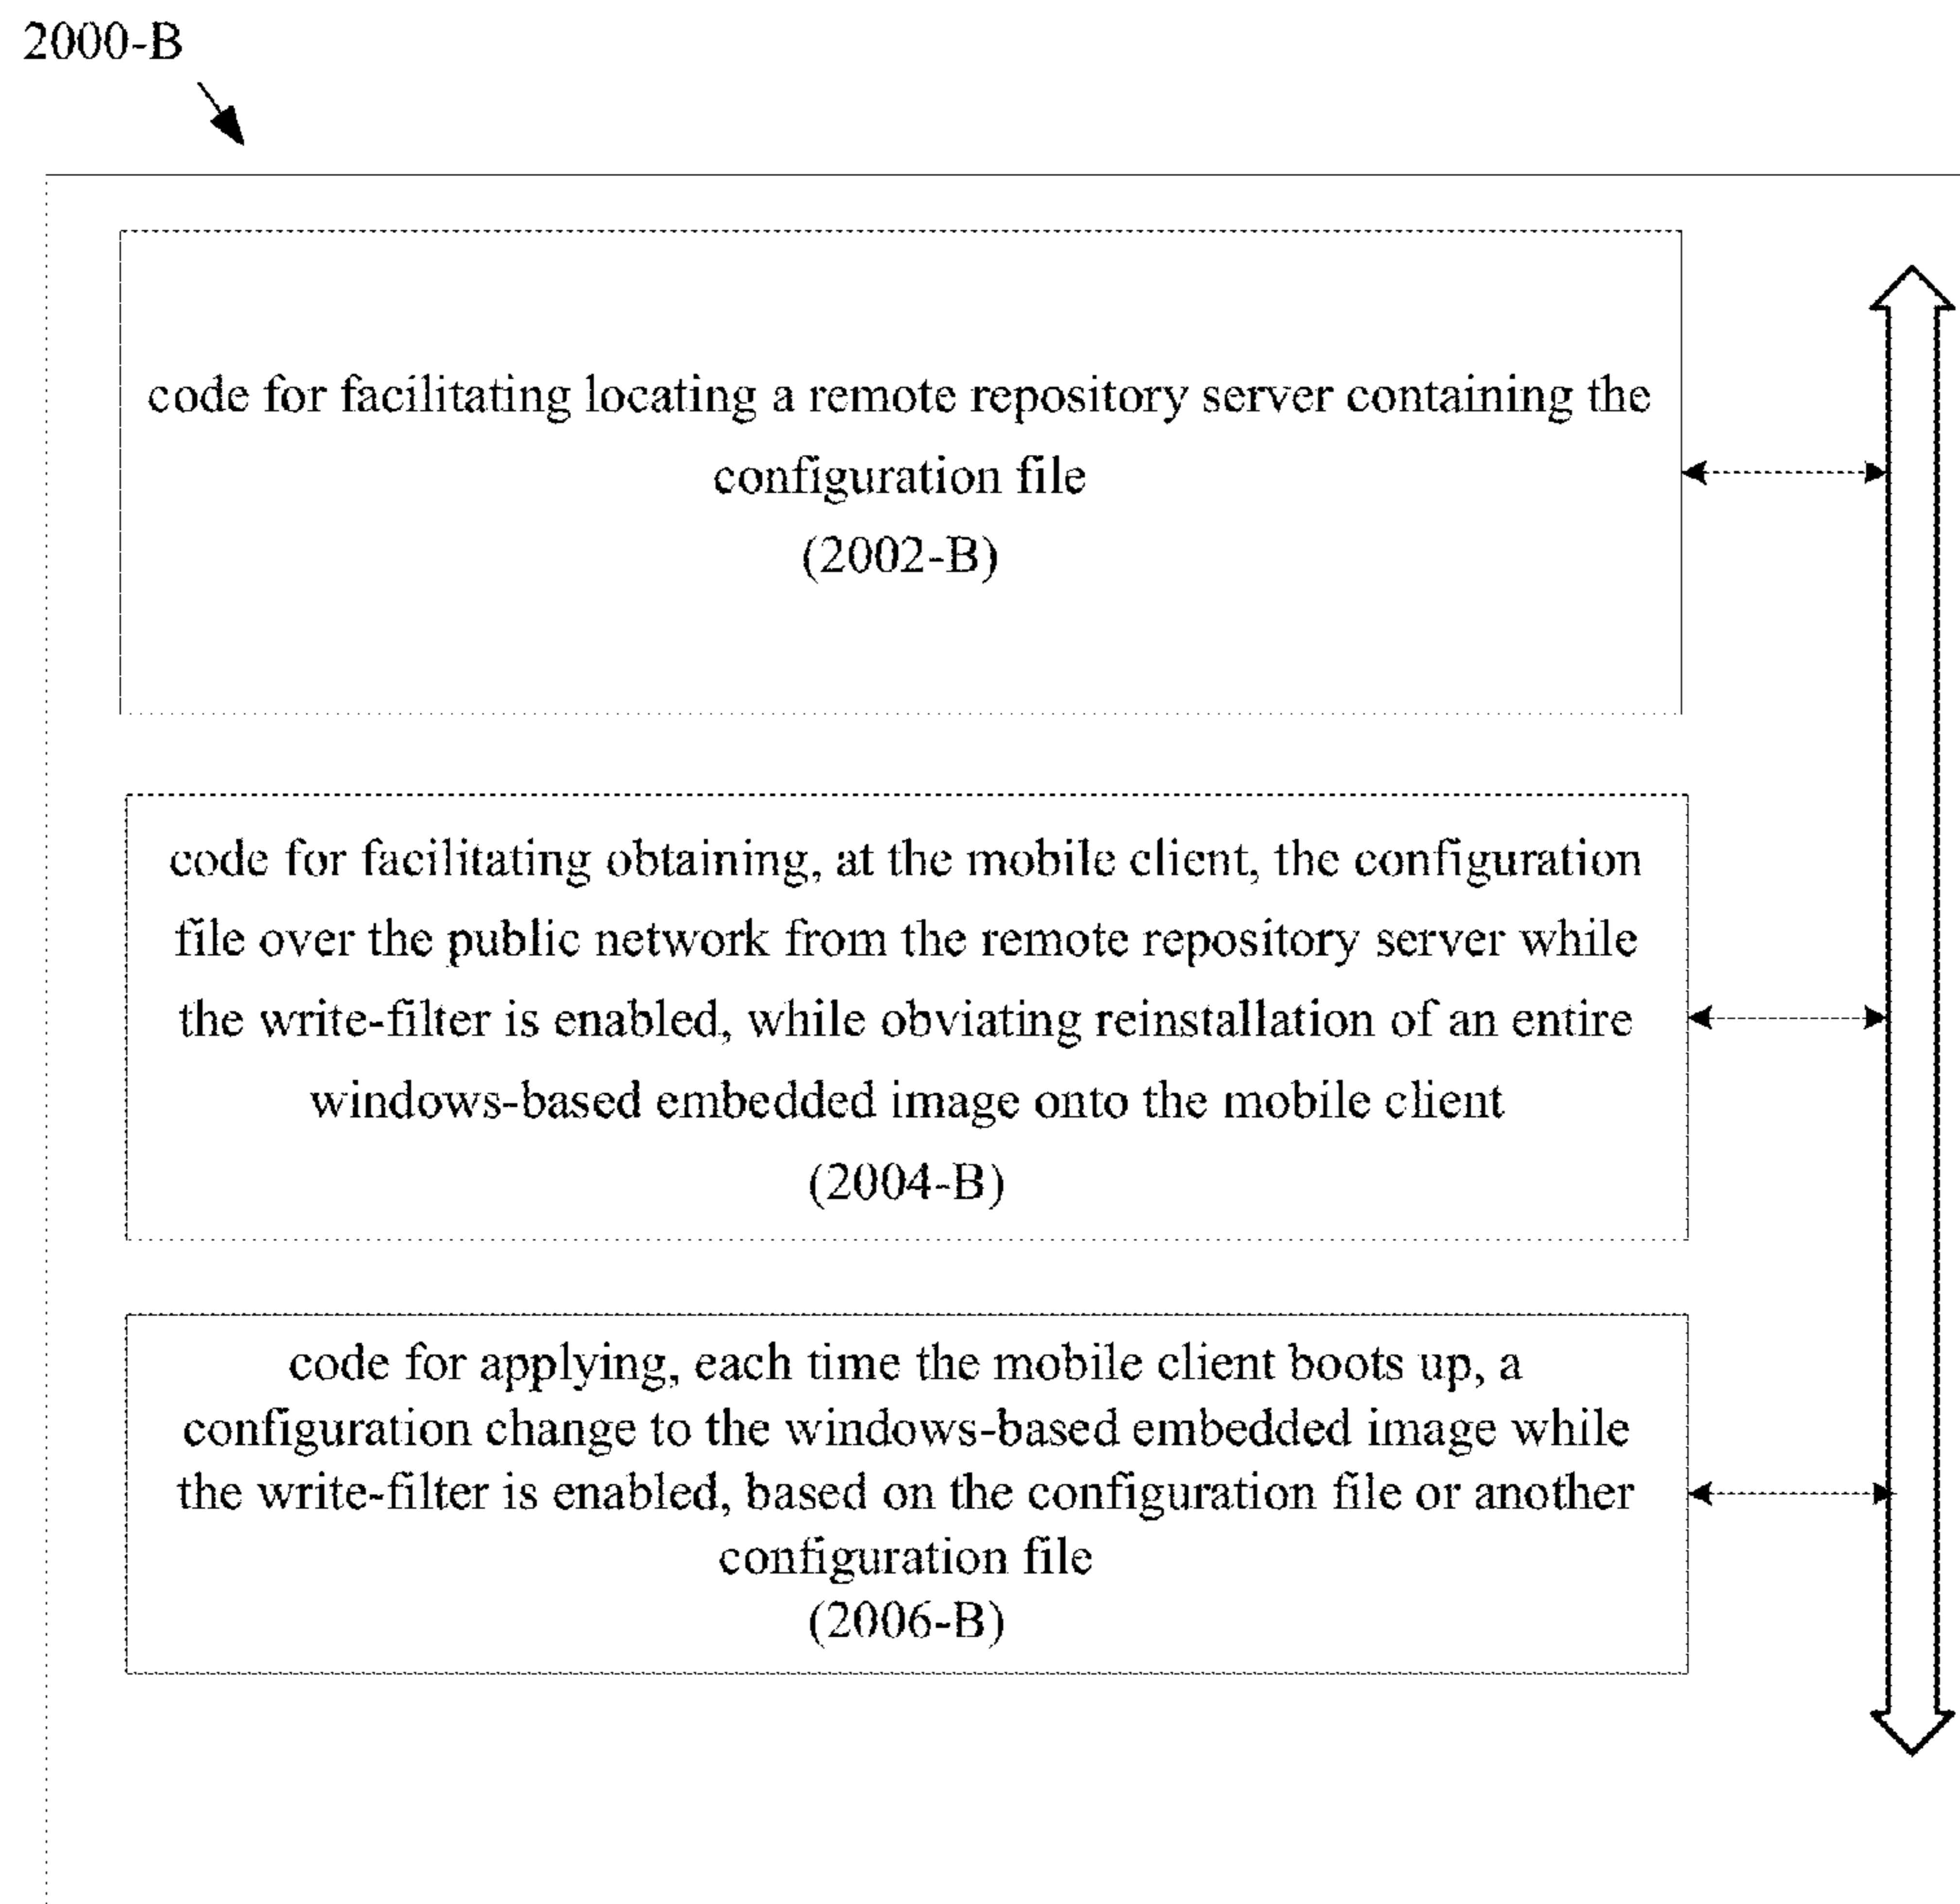 2000-B
code for facilitating locating a remote repository server containing the
configuration file
(2002-B)
code for facilitating obtaining, at the mobile client, the configuration
file over the public network from the remote repository server while
the write-filter is enabled, while obviating reinstallation of an entire
windows-based embedded image onto the mobile client
(2004-B)
code for applying, each time the mobile client boots up, a
configuration change to the windows-based embedded image while
the write-filter is enabled, based on the configuration file or another
configuration file
(2006-B)